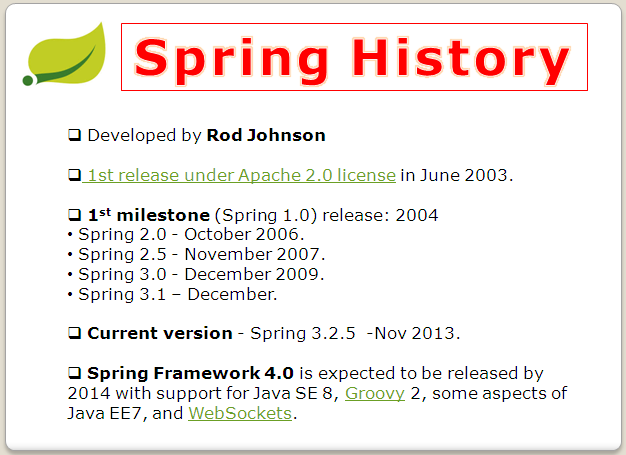 Spring History
❑ Developed by Rod Johnson
❑ 1st release under Apache 2.0 license in June 2003.
❑ 1st milestone (Spring 1.0) release: 2004
• Spring 2.0 - October 2006.
• Spring 2.5 - November 2007.
• Spring 3.0 - December 2009.
• Spring 3.1 – December.
❑ Current version - Spring 3.2.5  -Nov 2013.
❑ Spring Framework 4.0 is expected to be released by
2014 with support for Java SE 8, Groovy 2, some aspects of
Java EE7, and WebSockets.